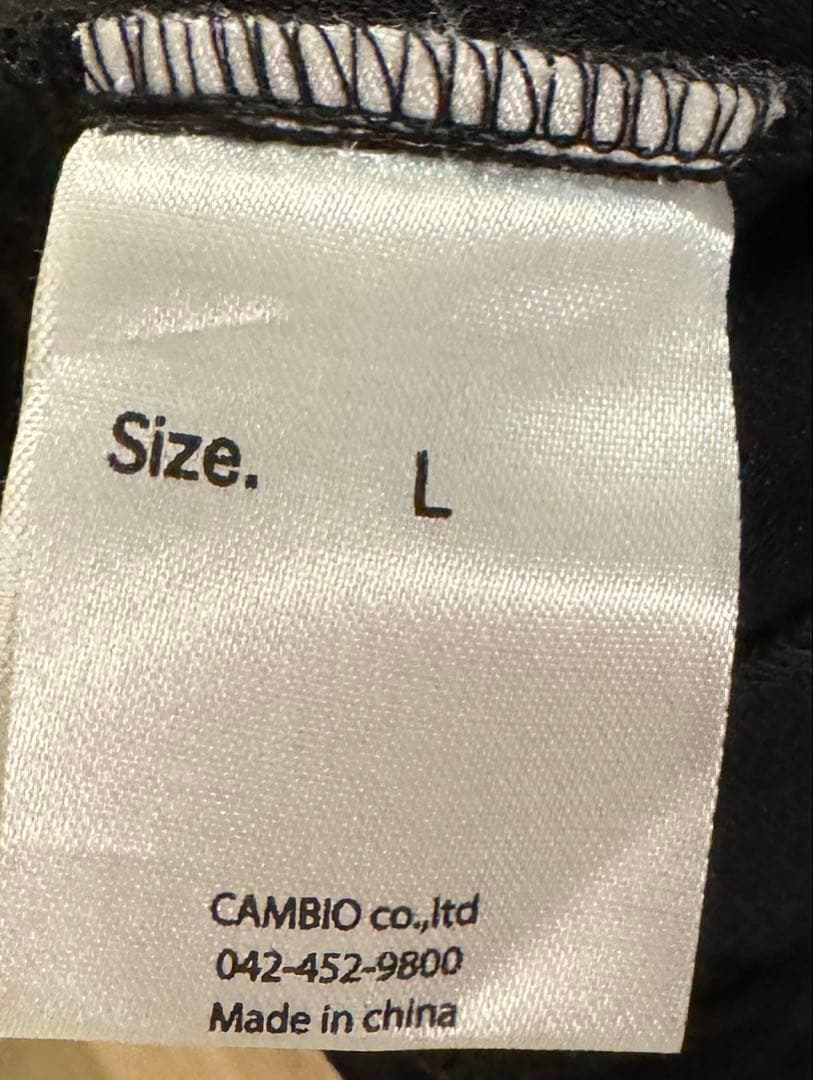 Size. L
CAMBIO co.,ltd
042-452-9800
Made in china